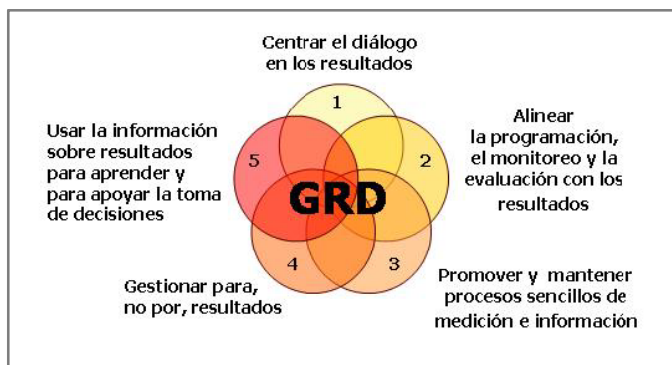 Centrar el diálogo
en los resultados
1
Alinear
la programación,
el monitoreo y la
evaluación con los
resultados
2
Usar la información
sobre resultados
para aprender y
para apoyar la toma
de decisiones
5
GRD
4
3
Gestionar para,
no por, resultados
Promover y mantener
procesos sencillos de
medición e información